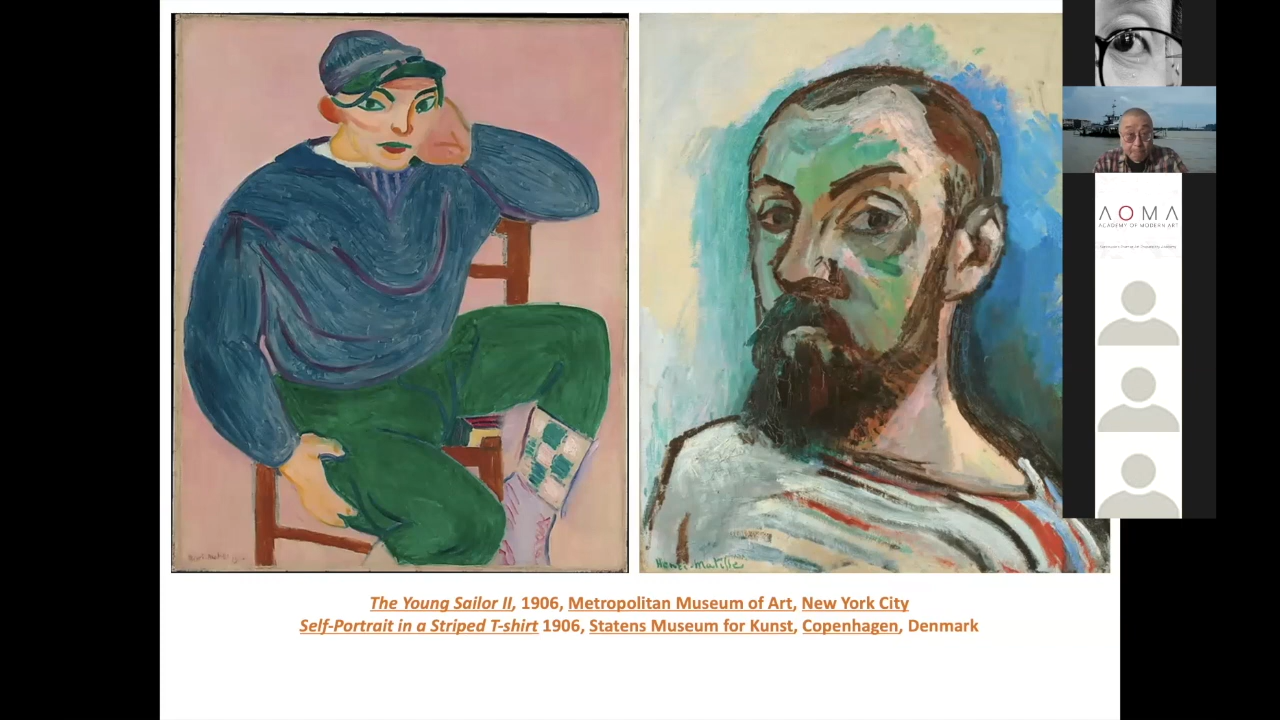 Henri-Matisse
AOMA
ACADEMY OF MODERN ART
The Young Sailor II, 1906, Metropolitan Museum of Art, New York City
Self-Portrait in a Striped T-shirt 1906, Statens Museum for Kunst, Copenhagen, Denmark